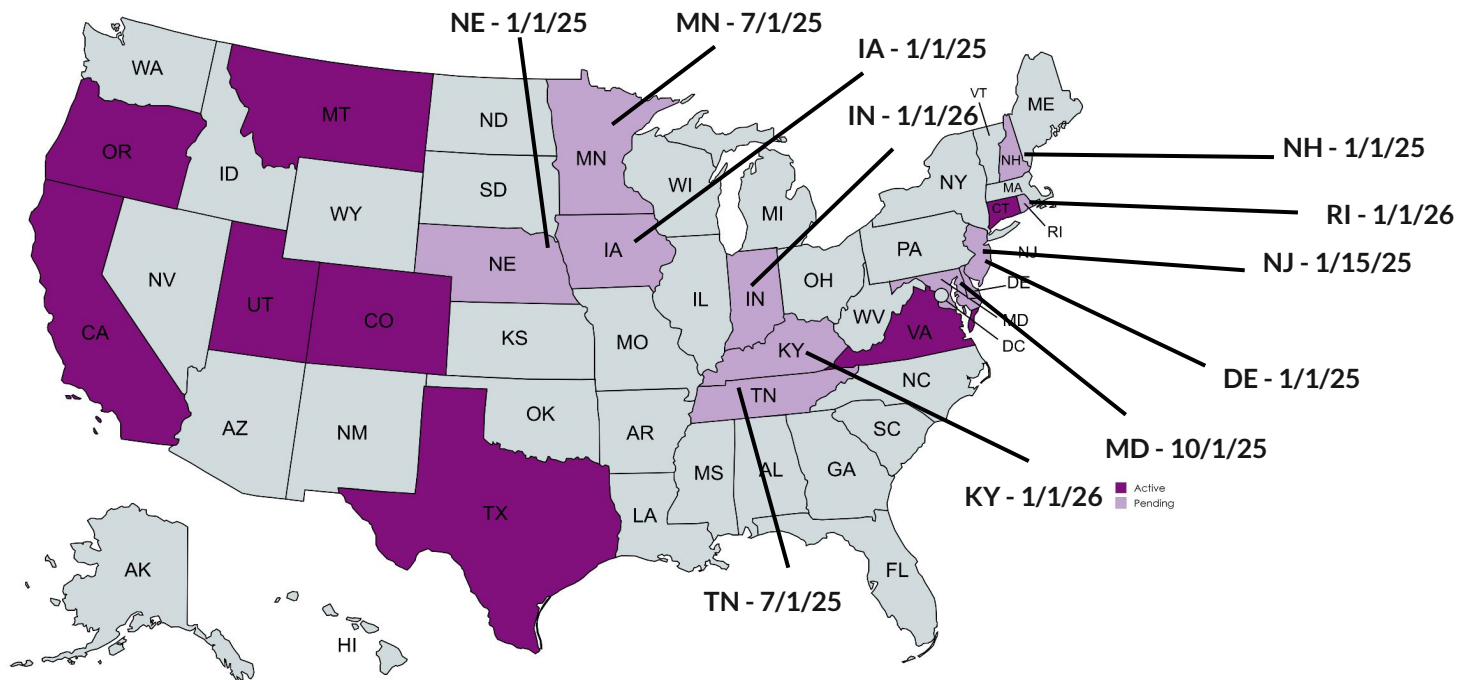 NE - 1/1/25
MN - 7/1/25
IA - 1/1/25
IN - 1/1/26
NH - 1/1/25
RI - 1/1/26
NJ - 1/15/25
DE - 1/1/25
MD - 10/1/25
KY - 1/1/26
TN - 7/1/25
WA
MT
ND
MN
VT
ME
OR
ID
SD
WI
NH
NY
MA
WY
MI
CT
RI
IA
PA
NJ
NE
NV
OH
DE
UT
IL
IN
CO
WV
MD
CA
VA
KS
MO
DC
KY
NC
TN
OK
AZ
NM
AR
SC
MS
AL
GA
TX
LA
AK
FL
HI
Active
Pending